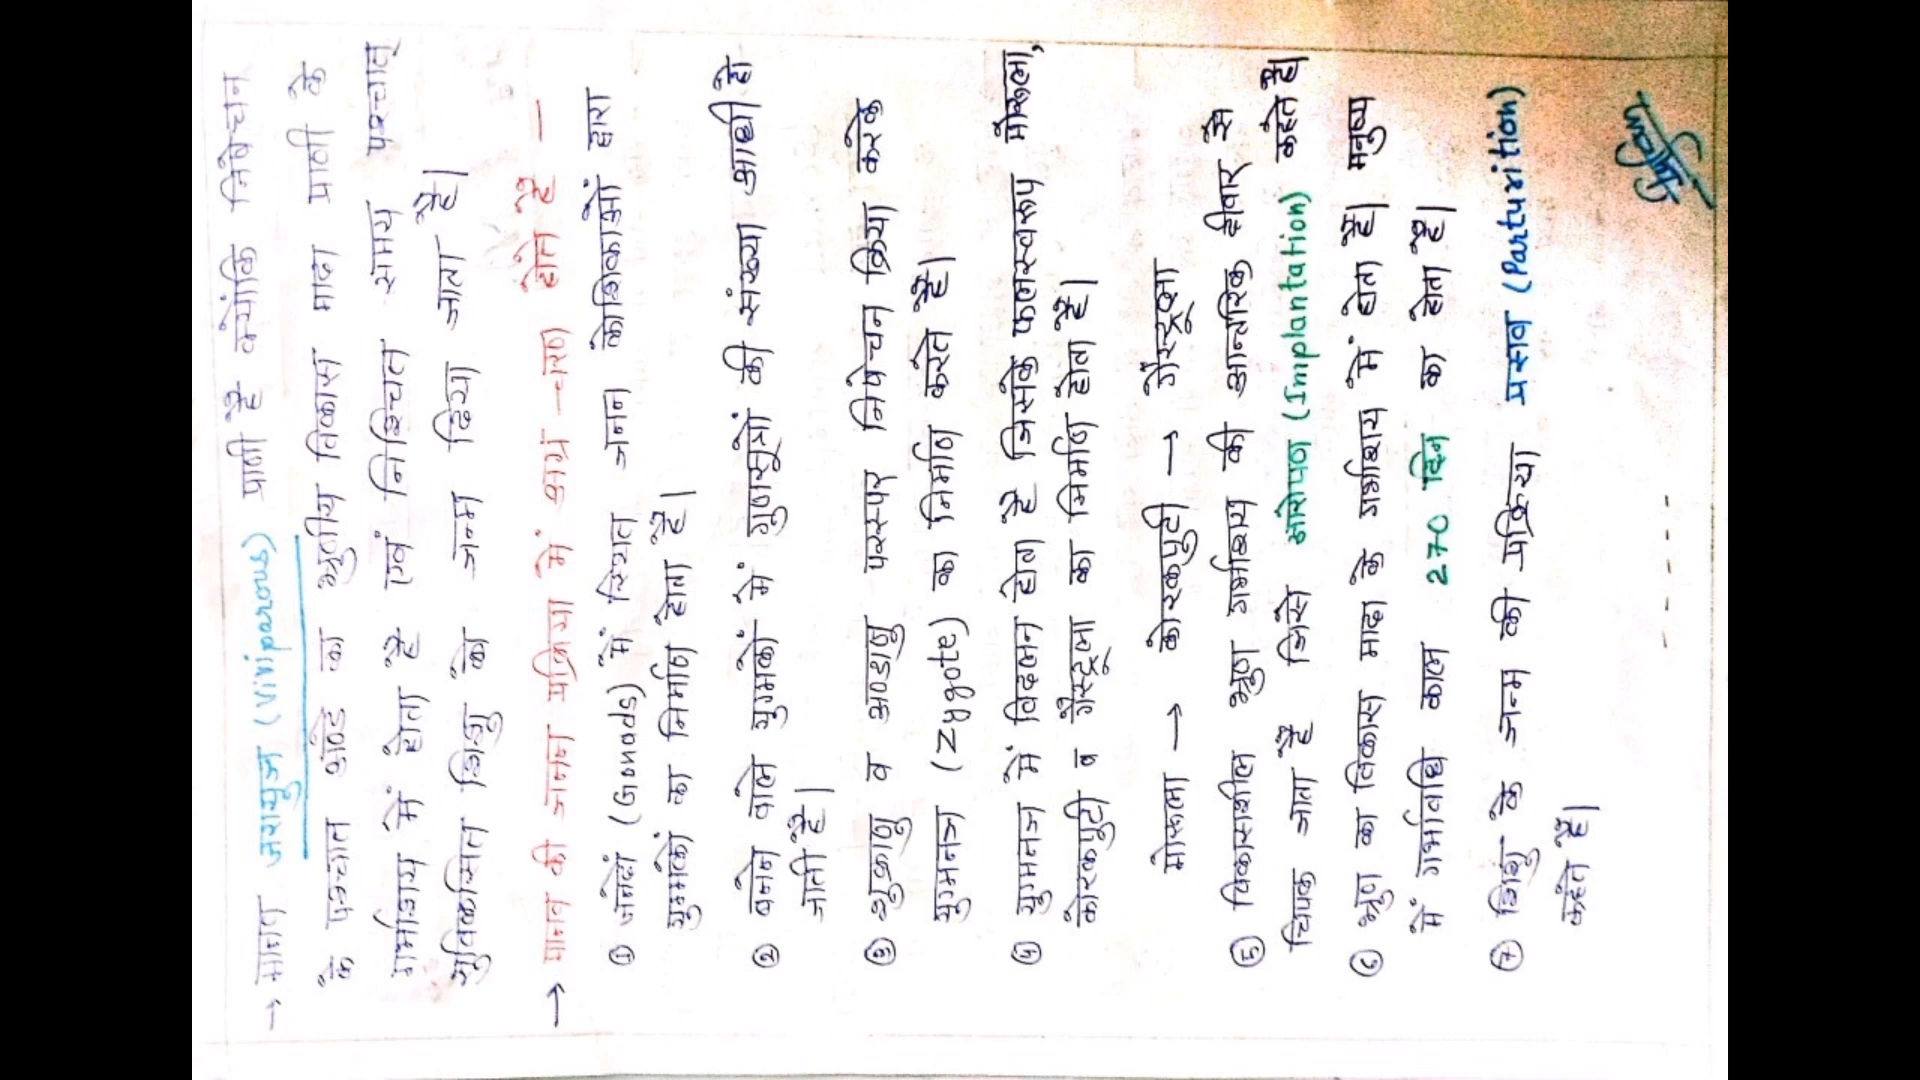 → मानव जरायुज (Viviparous) प्राणी है क्योंकि निषेचन
के पश्चात अंडे का भ्रूणीय विकास मादा प्राणी के
गर्भाशय में होता है एवं निश्चित समय पश्चात्
सुविकसित शिशु को जन्म दिया जाता है।
→ मानव की जनन प्रक्रिया में आठ चरण होते है —
① जनदों (Gonads) में स्थित जनन कोशिकाओं द्वारा
युग्मकों का निर्माण होता है।
② बनने वाले युग्मकों में गुणसूत्रों की संख्या आधी हो
जाती है।
③ शुक्राणु व अण्डाणु परस्पर निषेचन क्रिया करके
युग्मनज (Zygote) का निर्माण करते है।
④ युग्मनज में विदलन होता है जिसके फलस्वरूप मोरूला,
कोरकपुटी व गैस्ट्रूला का निर्माण होता है।
मोरूला → कोरकपुटी → गैस्ट्रूला
⑤ विकासशील भ्रूण गर्भाशय की आन्तरिक दीवार से
चिपक जाता है जिसे आरोपण (Implantation) कहते है।
⑥ भ्रूण का विकास मादा के गर्भाशय में होता है। मनुष्य
में गर्भावधि काल 270 दिन का होता है।
⑦ शिशु के जन्म की प्रक्रिया प्रसव (Parturition)
कहते है।